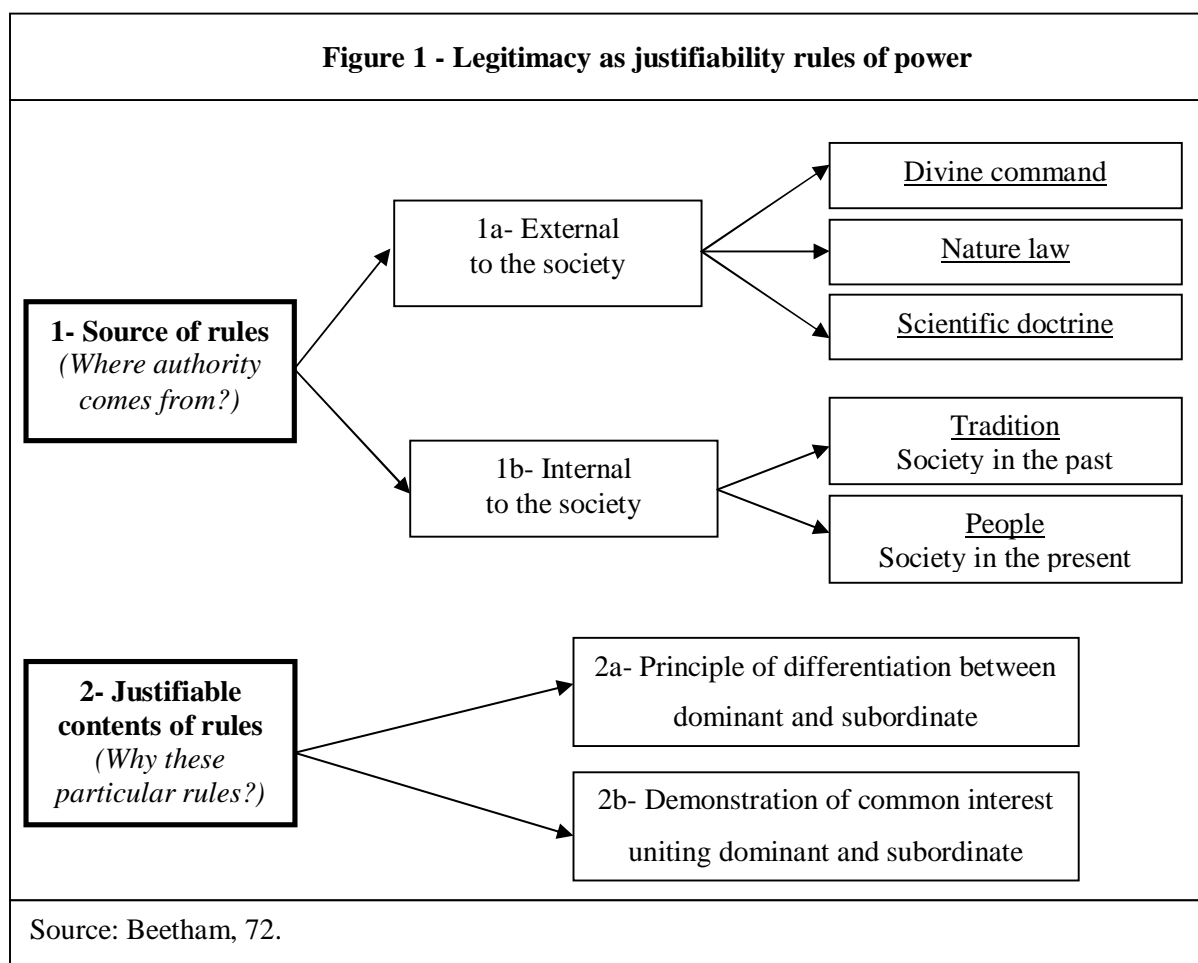 Figure 1 - Legitimacy as justifiability rules of power
1- Source of rules
(Where authority
comes from?)
1a- External
to the society
Divine command
Nature law
Scientific doctrine
1b- Internal
to the society
Tradition
Society in the past
People
Society in the present
2- Justifiable
contents of rules
(Why these
particular rules?)
2a- Principle of differentiation between
dominant and subordinate
2b- Demonstration of common interest
uniting dominant and subordinate
Source: Beetham, 72.